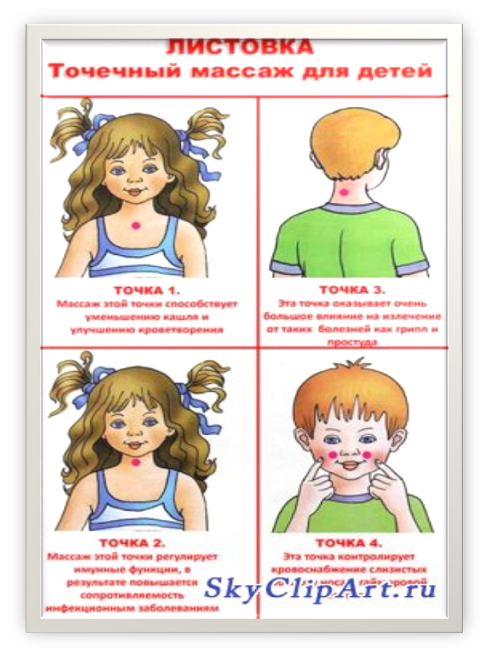 ЛИСТОВКА
Точечный массаж для детей
ТОЧКА 1.
Массаж этой точки способствует
уменьшению кашля и
улучшению кроветворения
ТОЧКА 3.
Эта точка оказывает очень
большое влияние на излечение
от таких болезней как грипп и
простуда
ТОЧКА 2.
Массаж этой точки регулирует
имунные функции, в
результате повышается
сопротивляемость
инфекционным заболеваниям
ТОЧКА 4.
Эта точка контролирует
кровоснабжение слизистых
SkyClipArt.ru